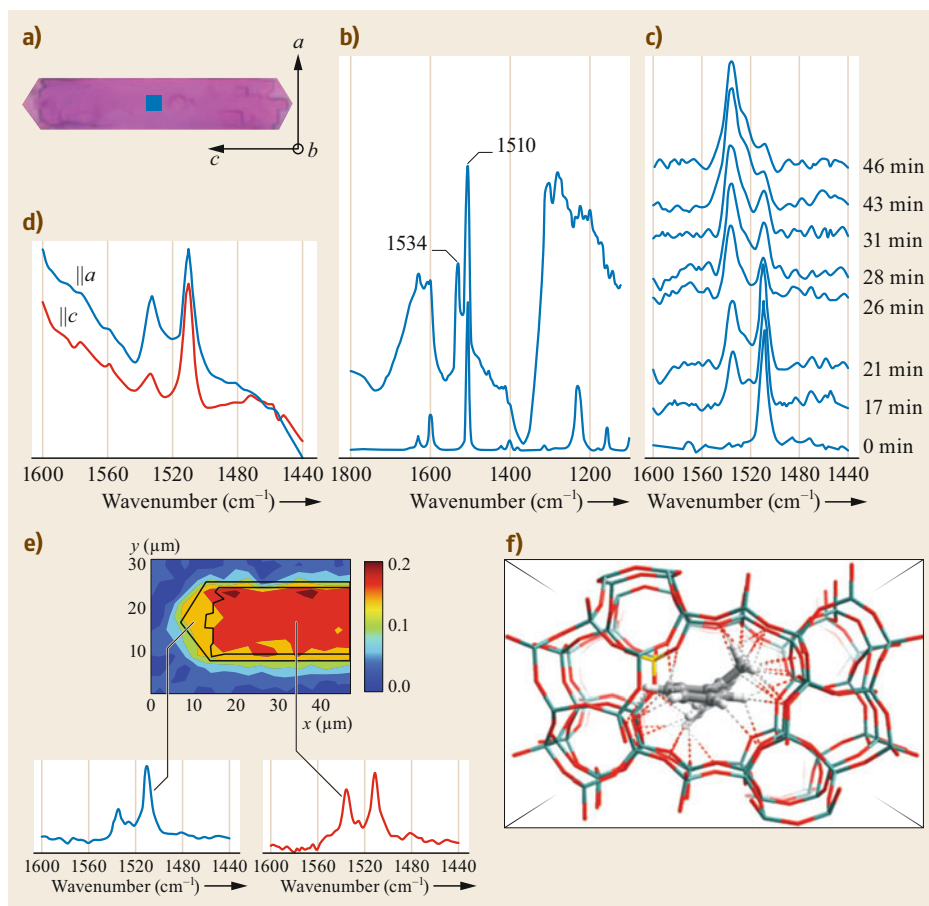 a)
a
c
b
b)
1510
1534
1800 1600 1400 1200
Wavenumber (cm⁻¹)
c)
46 min
43 min
31 min
28 min
26 min
21 min
17 min
0 min
1600 1560 1520 1480 1440
Wavenumber (cm⁻¹)
d)
||a
||c
1600 1560 1520 1480 1440
Wavenumber (cm⁻¹)
e)
y (µm)
30
20
10
0 10 20 30 40
x (µm)
0.2
0.1
0.0
1600 1560 1520 1480 1440
Wavenumber (cm⁻¹)
1600 1560 1520 1480 1440
Wavenumber (cm⁻¹)
f)